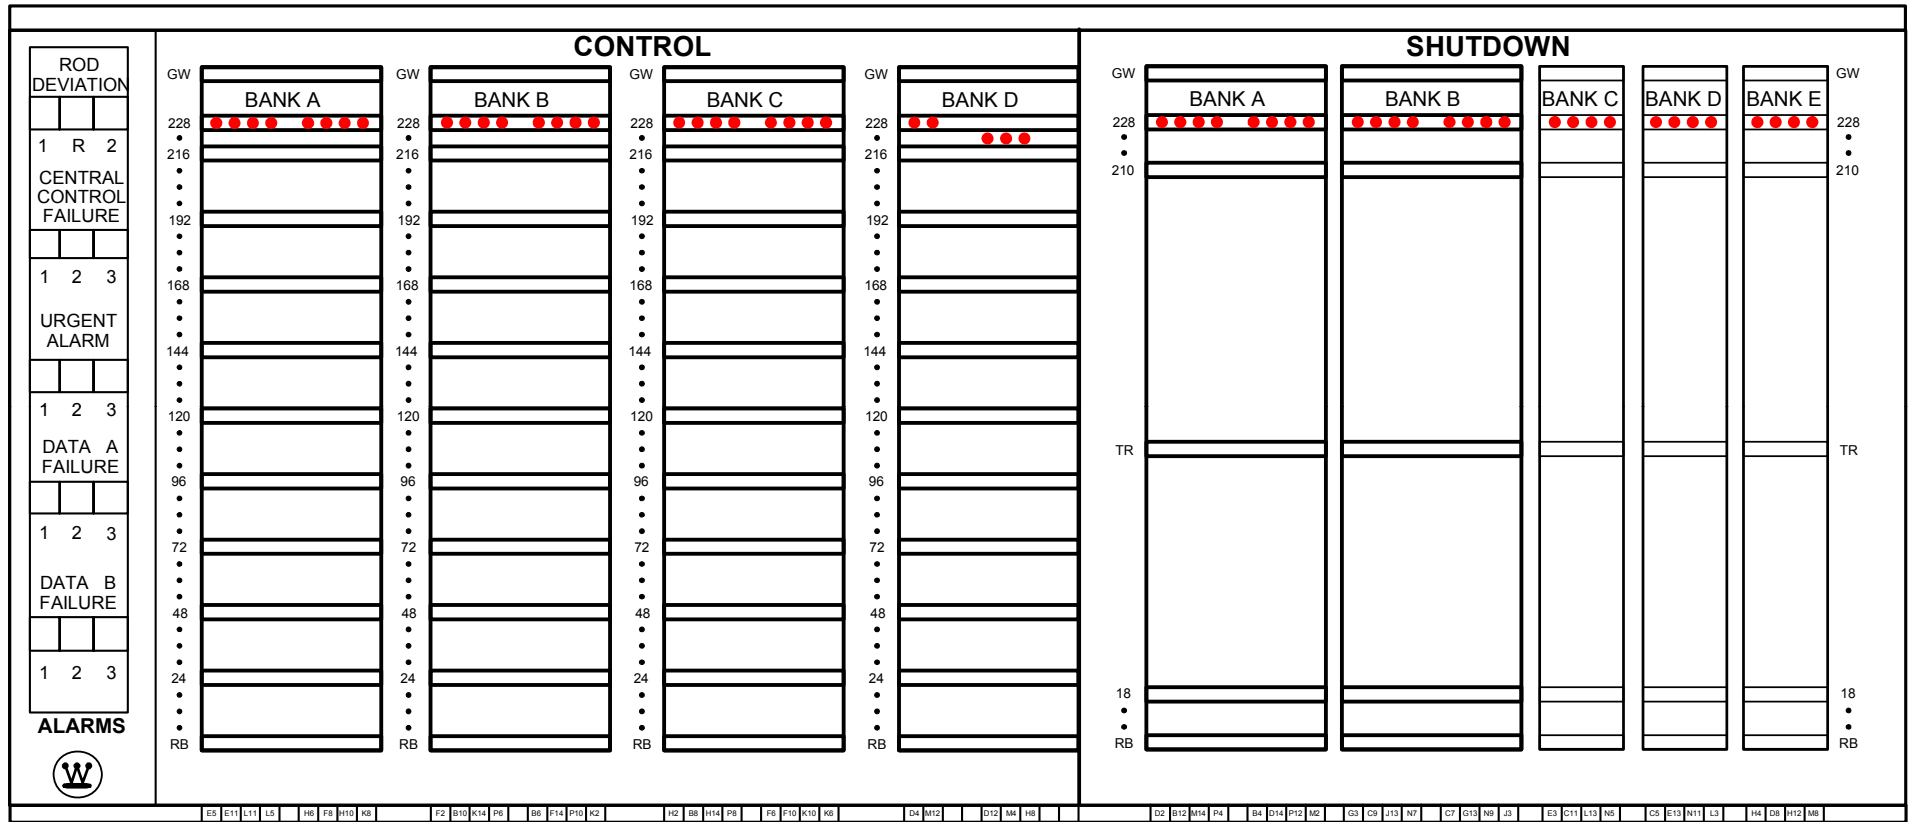 CONTROL
SHUTDOWN
ROD
DEVIATION
1 R 2
CENTRAL
CONTROL
FAILURE
1 2 3
URGENT
ALARM
1 2 3
DATA A
FAILURE
1 2 3
DATA B
FAILURE
1 2 3
ALARMS
W
GW
228
216
192
168
144
120
96
72
48
24
RB
BANK A
GW
228
216
192
168
144
120
96
72
48
24
RB
BANK B
GW
228
216
192
168
144
120
96
72
48
24
RB
BANK C
GW
228
216
192
168
144
120
96
72
48
24
RB
BANK D
GW
228
210
TR
18
RB
BANK A
BANK B
BANK C
BANK D
BANK E
GW
228
210
TR
18
RB
E5 E11 L11 L5 H6 F8 H10 K8
F2 B10 K14 P6 B6 F14 P10 K2
H2 B8 H14 P8 F6 F10 K10 K6
D4 M12 D12 M4 H8
D2 B12 M14 P4 B4 D14 P12 M2
G3 C9 J13 N7 C7 G13 N9 J3
E3 C11 L13 N5
C5 E13 N11 L3
H4 D8 H12 M8